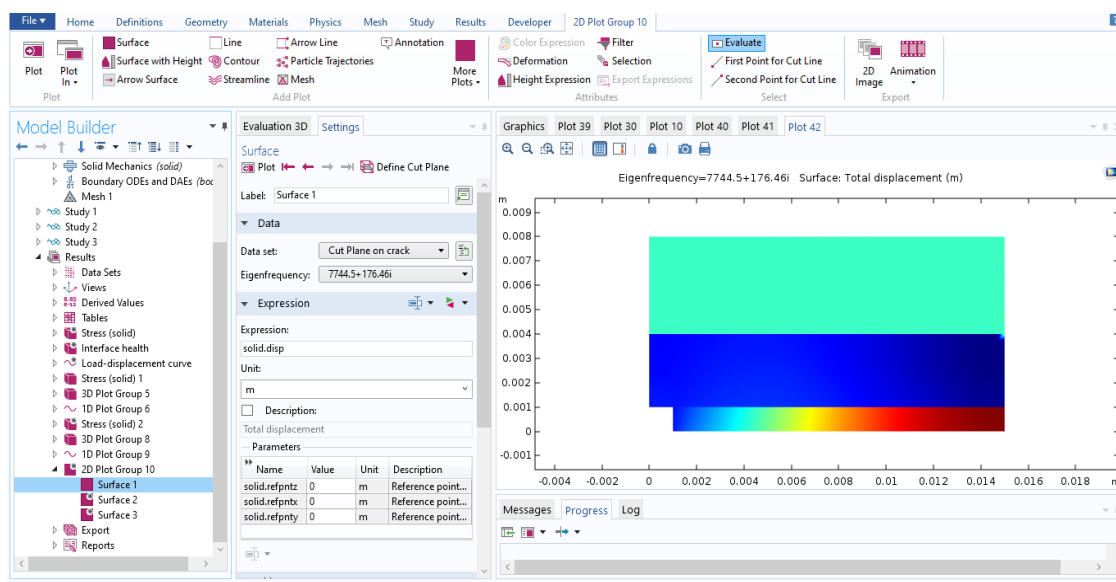 File Home Definitions Geometry Materials Physics Mesh Study Results Developer 2D Plot Group 10
Plot
Plot In
Plot
Surface Line Arrow Line Annotation
Surface with Height Contour Particle Trajectories
Arrow Surface Streamline Mesh
More Plots
Add Plot
Color Expression Filter
Deformation Selection
Height Expression Export Expressions
Attributes
Evaluate
First Point for Cut Line
Second Point for Cut Line
Select
2D Image
Animation
Export
Model Builder
Solid Mechanics (solid)
Boundary ODEs and DAEs (boc
Mesh 1
Study 1
Study 2
Study 3
Results
Data Sets
Views
8.85
e-12
Derived Values
Tables
Stress (solid)
Interface health
Load-displacement curve
Stress (solid) 1
3D Plot Group 5
1D Plot Group 6
Stress (solid) 2
3D Plot Group 8
1D Plot Group 9
2D Plot Group 10
Surface 1
Surface 2
Surface 3
Export
Reports
Evaluation 3D Settings
Surface
Plot Define Cut Plane
Label: Surface 1
Data
Data set: Cut Plane on crack
Eigenfrequency: 7744.5+176.46i
Expression
Expression:
solid.disp
Unit:
m
Description:
Total displacement
Parameters
Name Value Unit Description
solid.refpntz 0 m Reference point...
solid.refpntx 0 m Reference point...
solid.refpnty 0 m Reference point...
Graphics Plot 39 Plot 30 Plot 10 Plot 40 Plot 41 Plot 42
Eigenfrequency=7744.5+176.46i Surface: Total displacement (m)
m
0.009
0.008
0.007
0.006
0.005
0.004
0.003
0.002
0.001
0
-0.001
-0.004 -0.002 0 0.002 0.004 0.006 0.008 0.01 0.012 0.014 0.016 0.018
Messages Progress Log